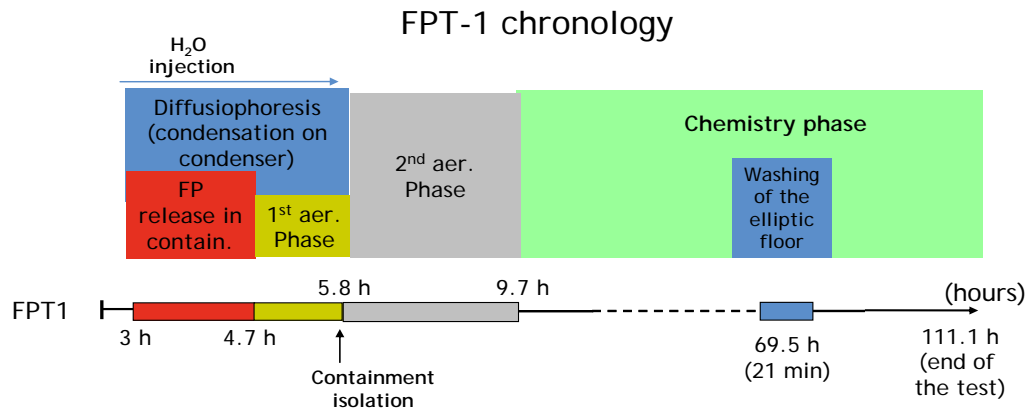 FPT-1 chronology
H₂O
injection
Diffusiophoresis
(condensation on
condenser)
FP
release in
contain.
1st aer.
Phase
2nd aer.
Phase
Chemistry phase
Washing
of the
elliptic
floor
5.8 h
9.7 h
(hours)
FPT1
3 h
4.7 h
69.5 h
(21 min)
111.1 h
(end of
the test)
Containment
isolation